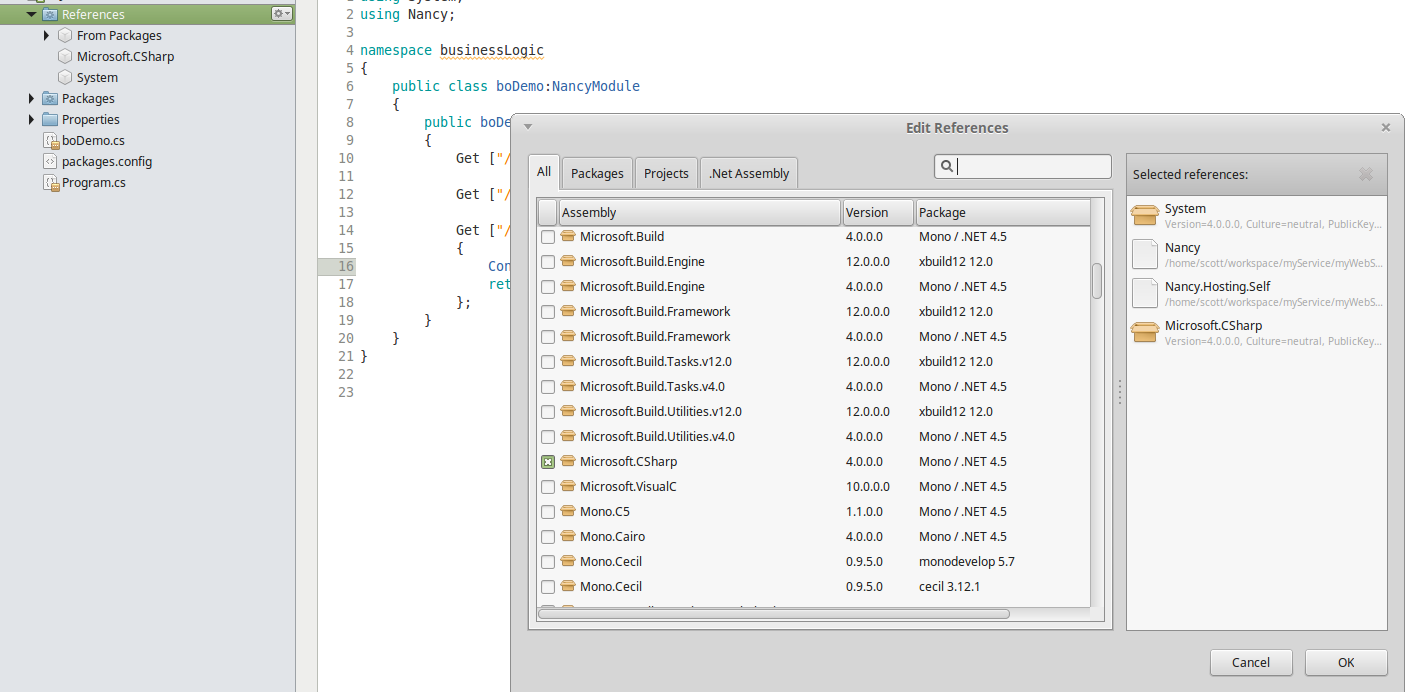 References
From Packages
Microsoft.CSharp
System
Packages
Properties
boDemo.cs
packages.config
Program.cs
2 using Nancy;
3
4 namespace businessLogic
5 {
6 public class boDemo:NancyModule
7 {
8 public boDe
9 {
10 Get ["/
11
12 Get ["/
13
14 Get ["/
15 {
16 Con
17 ret
18 };
19 }
20 }
21 }
22
23
Edit References
All Packages Projects .Net Assembly
Assembly Version Package
Microsoft.Build 4.0.0.0 Mono / .NET 4.5
Microsoft.Build.Engine 12.0.0.0 xbuild12 12.0
Microsoft.Build.Engine 4.0.0.0 Mono / .NET 4.5
Microsoft.Build.Framework 12.0.0.0 xbuild12 12.0
Microsoft.Build.Framework 4.0.0.0 Mono / .NET 4.5
Microsoft.Build.Tasks.v12.0 12.0.0.0 xbuild12 12.0
Microsoft.Build.Tasks.v4.0 4.0.0.0 Mono / .NET 4.5
Microsoft.Build.Utilities.v12.0 12.0.0.0 xbuild12 12.0
Microsoft.Build.Utilities.v4.0 4.0.0.0 Mono / .NET 4.5
Microsoft.CSharp 4.0.0.0 Mono / .NET 4.5
Microsoft.VisualC 10.0.0.0 Mono / .NET 4.5
Mono.C5 1.1.0.0 Mono / .NET 4.5
Mono.Cairo 4.0.0.0 Mono / .NET 4.5
Mono.Cecil 0.9.5.0 monodevelop 5.7
Mono.Cecil 0.9.5.0 cecil 3.12.1
Selected references:
System
Version=4.0.0.0, Culture=neutral, PublicKey...
Nancy
/home/scott/workspace/myService/myWebS...
Nancy.Hosting.Self
/home/scott/workspace/myService/myWebS...
Microsoft.CSharp
Version=4.0.0.0, Culture=neutral, PublicKey...
Cancel OK